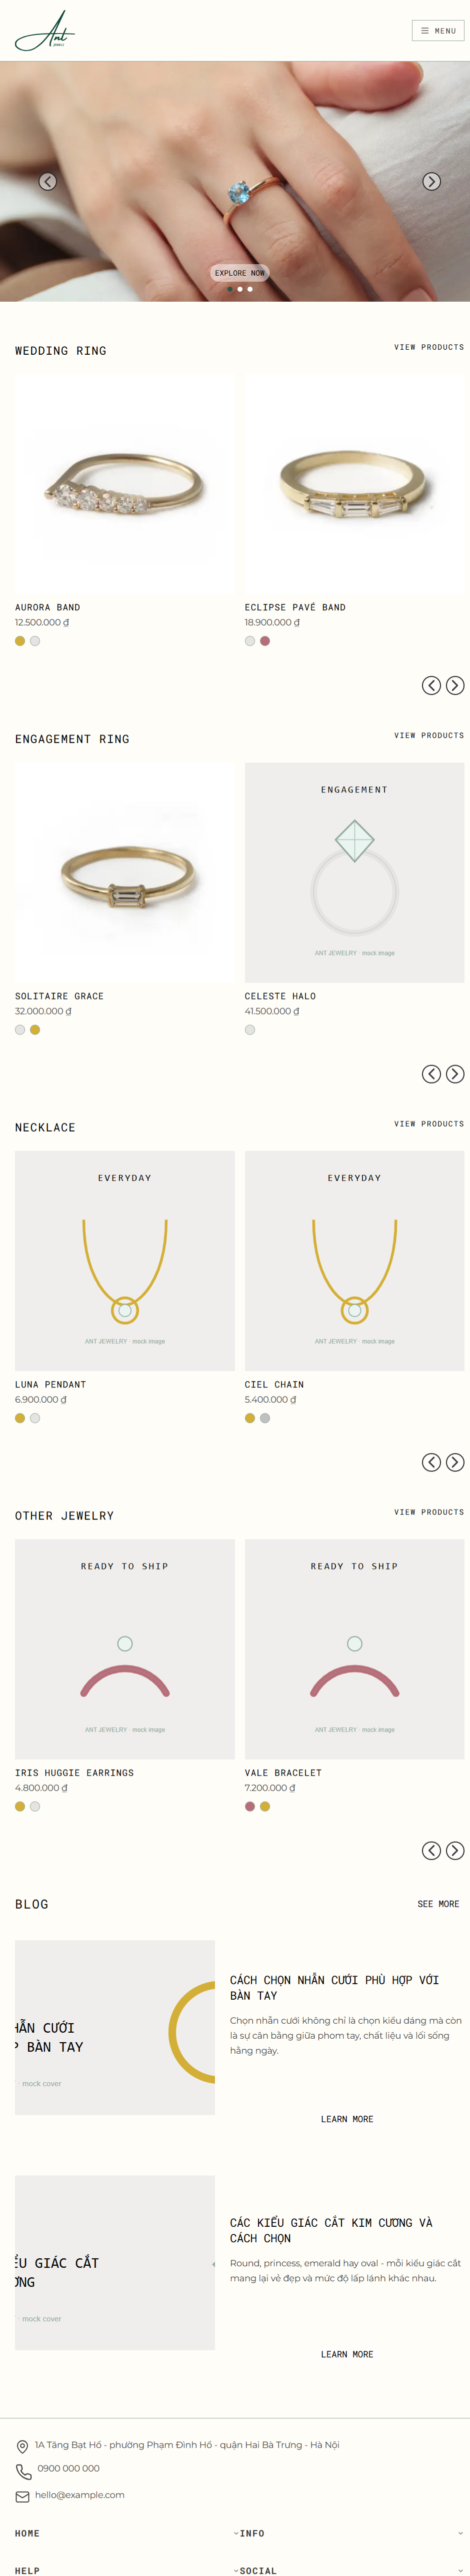 Ant
JEWELS
MENU
EXPLORE NOW
WEDDING RING
VIEW PRODUCTS
AURORA BAND
12.500.000 ₫
ECLIPSE PAVÉ BAND
18.900.000 ₫
ENGAGEMENT RING
VIEW PRODUCTS
ENGAGEMENT
ANT JEWELRY · mock image
SOLITAIRE GRACE
32.000.000 ₫
CELESTE HALO
41.500.000 ₫
NECKLACE
VIEW PRODUCTS
EVERYDAY
ANT JEWELRY · mock image
EVERYDAY
ANT JEWELRY · mock image
LUNA PENDANT
6.900.000 ₫
CIEL CHAIN
5.400.000 ₫
OTHER JEWELRY
VIEW PRODUCTS
READY TO SHIP
ANT JEWELRY · mock image
READY TO SHIP
ANT JEWELRY · mock image
IRIS HUGGIE EARRINGS
4.800.000 ₫
VALE BRACELET
7.200.000 ₫
BLOG
SEE MORE
HẪN CƯỚI
P BÀN TAY
· mock cover
CÁCH CHỌN NHẪN CƯỚI PHÙ HỢP VỚI
BÀN TAY
Chọn nhẫn cưới không chỉ là chọn kiểu dáng mà còn
là sự cân bằng giữa phom tay, chất liệu và lối sống
hằng ngày.
LEARN MORE
ỂU GIÁC CẮT
ƠNG
· mock cover
CÁC KIỂU GIÁC CẮT KIM CƯƠNG VÀ
CÁCH CHỌN
Round, princess, emerald hay oval - mỗi kiểu giác cắt
mang lại vẻ đẹp và mức độ lấp lánh khác nhau.
LEARN MORE
1A Tăng Bạt Hổ - phường Phạm Đình Hổ - quận Hai Bà Trưng - Hà Nội
0900 000 000
hello@example.com
HOME
INFO
HELP
SOCIAL